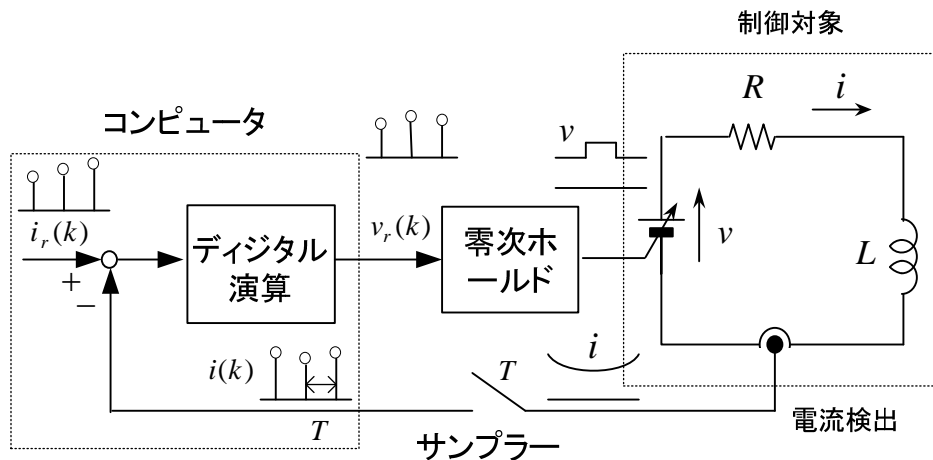 制御対象
R
i
コンピュータ
v
i_r(k)
v_r(k)
v
L
ディジタル
演算
零次ホ
ールド
+
−
i(k)
T
T
i
サンプラー
電流検出